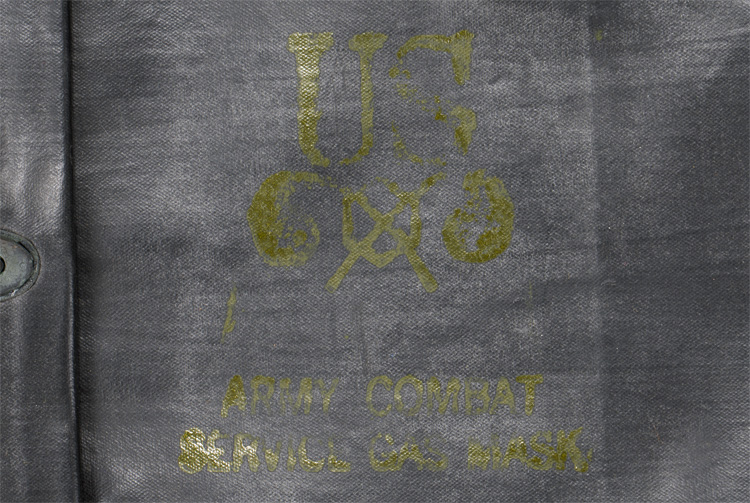 US
ARMY COMBAT
SERVICE GAS MASK